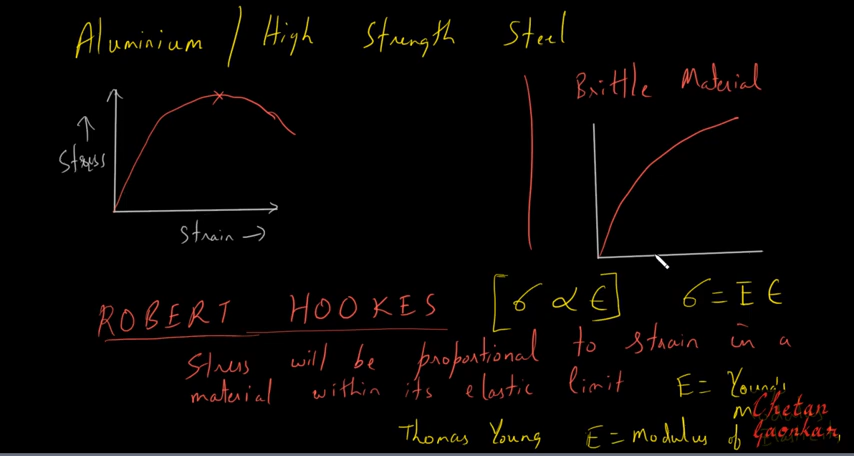 Aluminium / High Strength Steel
Brittle Material
Stress
Strain
ROBERT HOOKES
[σ ∝ ϵ]
σ = E ϵ
Stress will be proportional to strain in a
material within its elastic limit
E = Young's
Thomas Young
E = modulus of
Chetan
Gaonkar